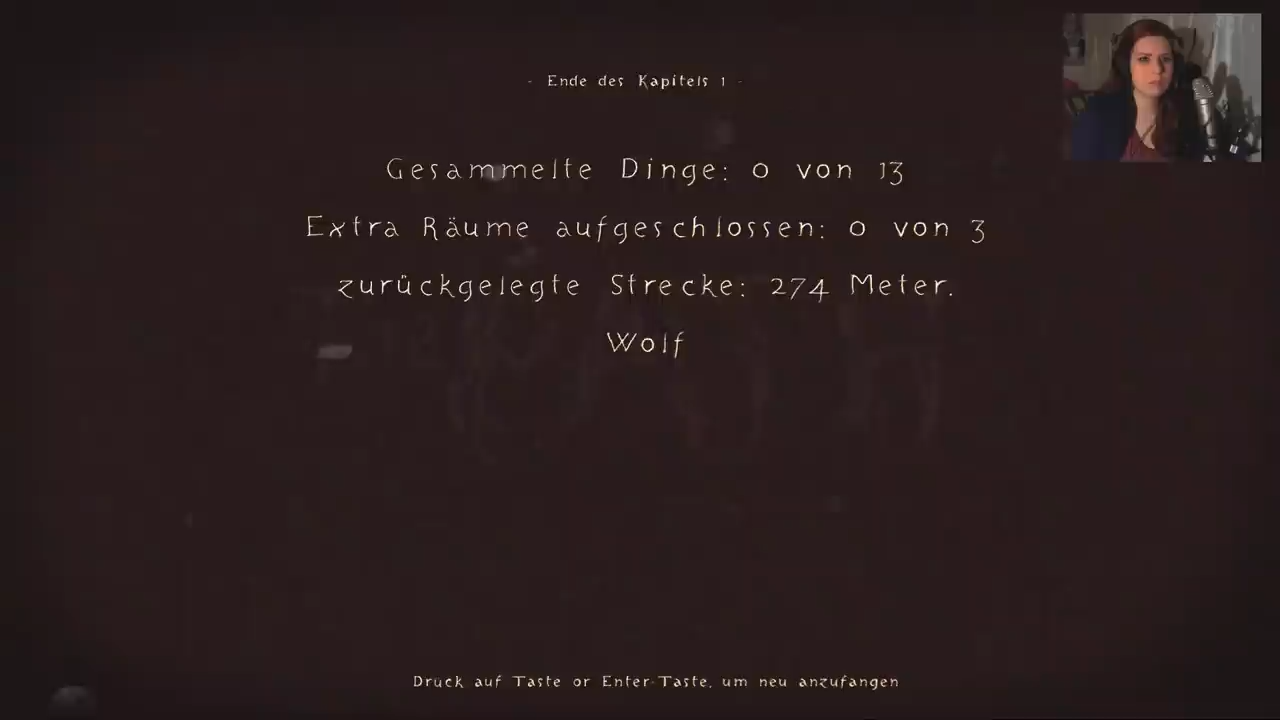 - Ende des Kapitels 1 -
Gesammelte Dinge: 0 von 13
Extra Räume aufgeschlossen: 0 von 3
zurückgelegte Strecke: 274 Meter.
Wolf
Druck auf Taste or Enter-Taste, um neu anzufangen